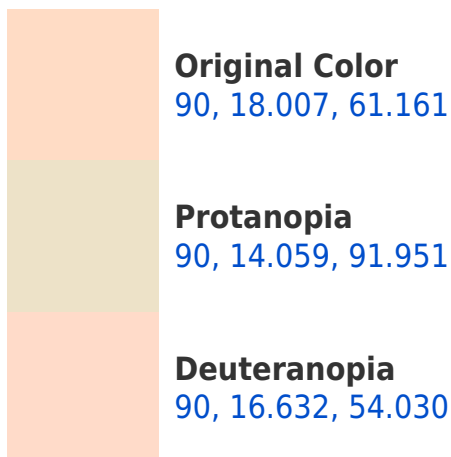 Original Color
90, 18.007, 61.161
Protanopia
90, 14.059, 91.951
Deuteranopia
90, 16.632, 54.030